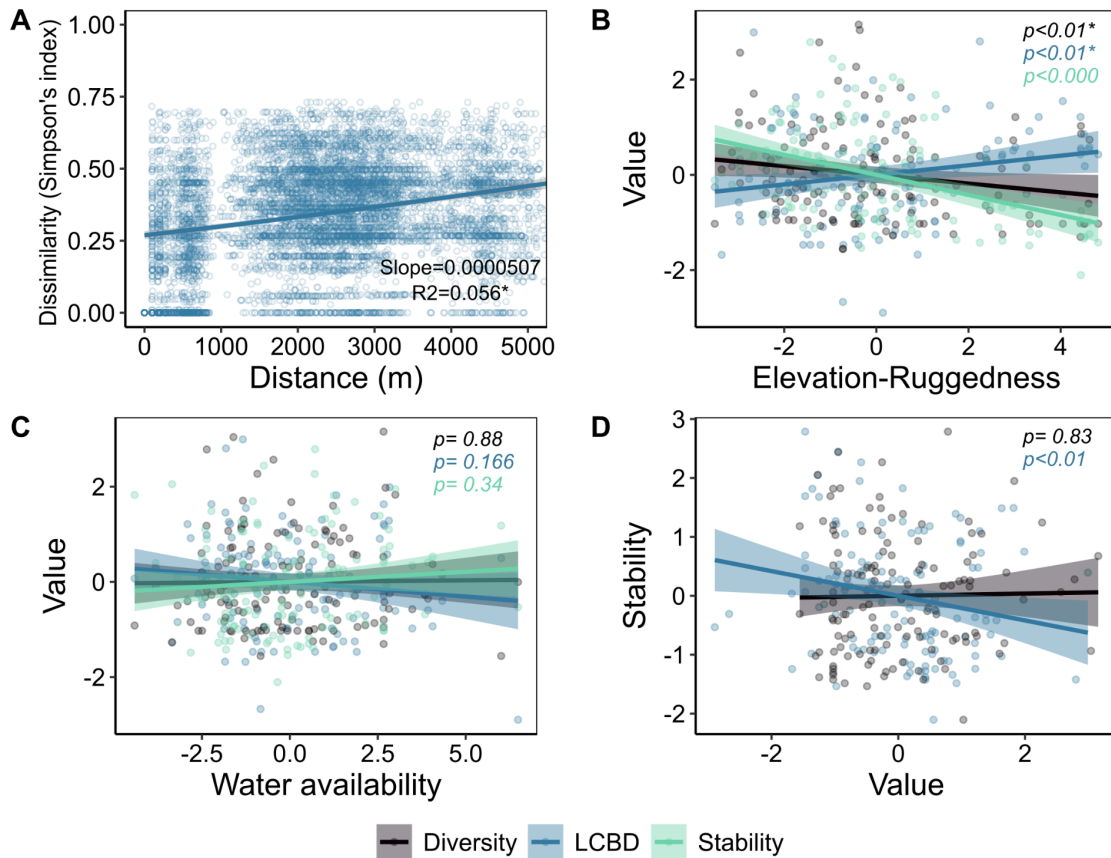 A
1.00
0.75
0.50
0.25
0.00
Dissimilarity (Simpson's index)
Slope=0.0000507
R2=0.056*
0 1000 2000 3000 4000 5000
Distance (m)
B
p<0.01*
p<0.01*
p<0.000
2
0
-2
Value
-2 0 2 4
Elevation-Ruggedness
C
p= 0.88
p= 0.166
p= 0.34
2
0
-2
Value
-2.5 0.0 2.5 5.0
Water availability
D
p= 0.83
p<0.01
3
2
1
0
-1
-2
Stability
-2 0 2
Value
Diversity LCBD Stability